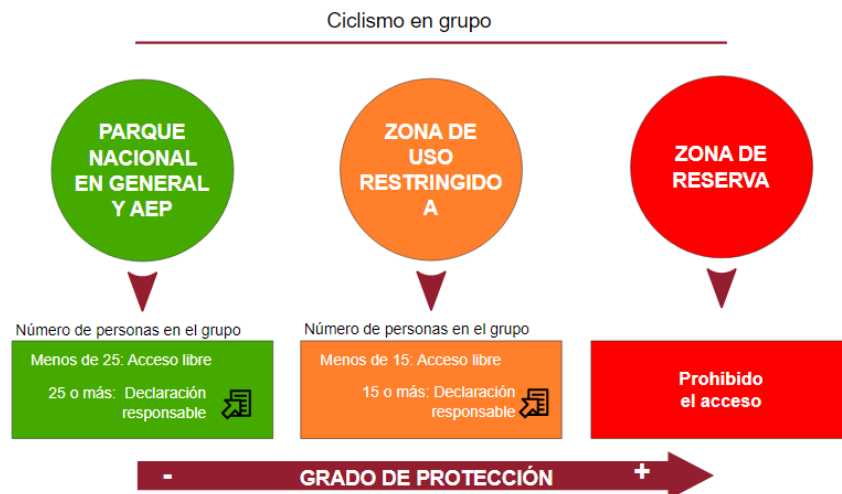 Ciclismo en grupo
PARQUE
NACIONAL
EN GENERAL
Y AEP
ZONA DE
USO
RESTRINGIDO
A
ZONA DE
RESERVA
Número de personas en el grupo
Menos de 25: Acceso libre
25 o más: Declaración
responsable
Número de personas en el grupo
Menos de 15: Acceso libre
15 o más: Declaración
responsable
Prohibido
el acceso
- GRADO DE PROTECCIÓN +